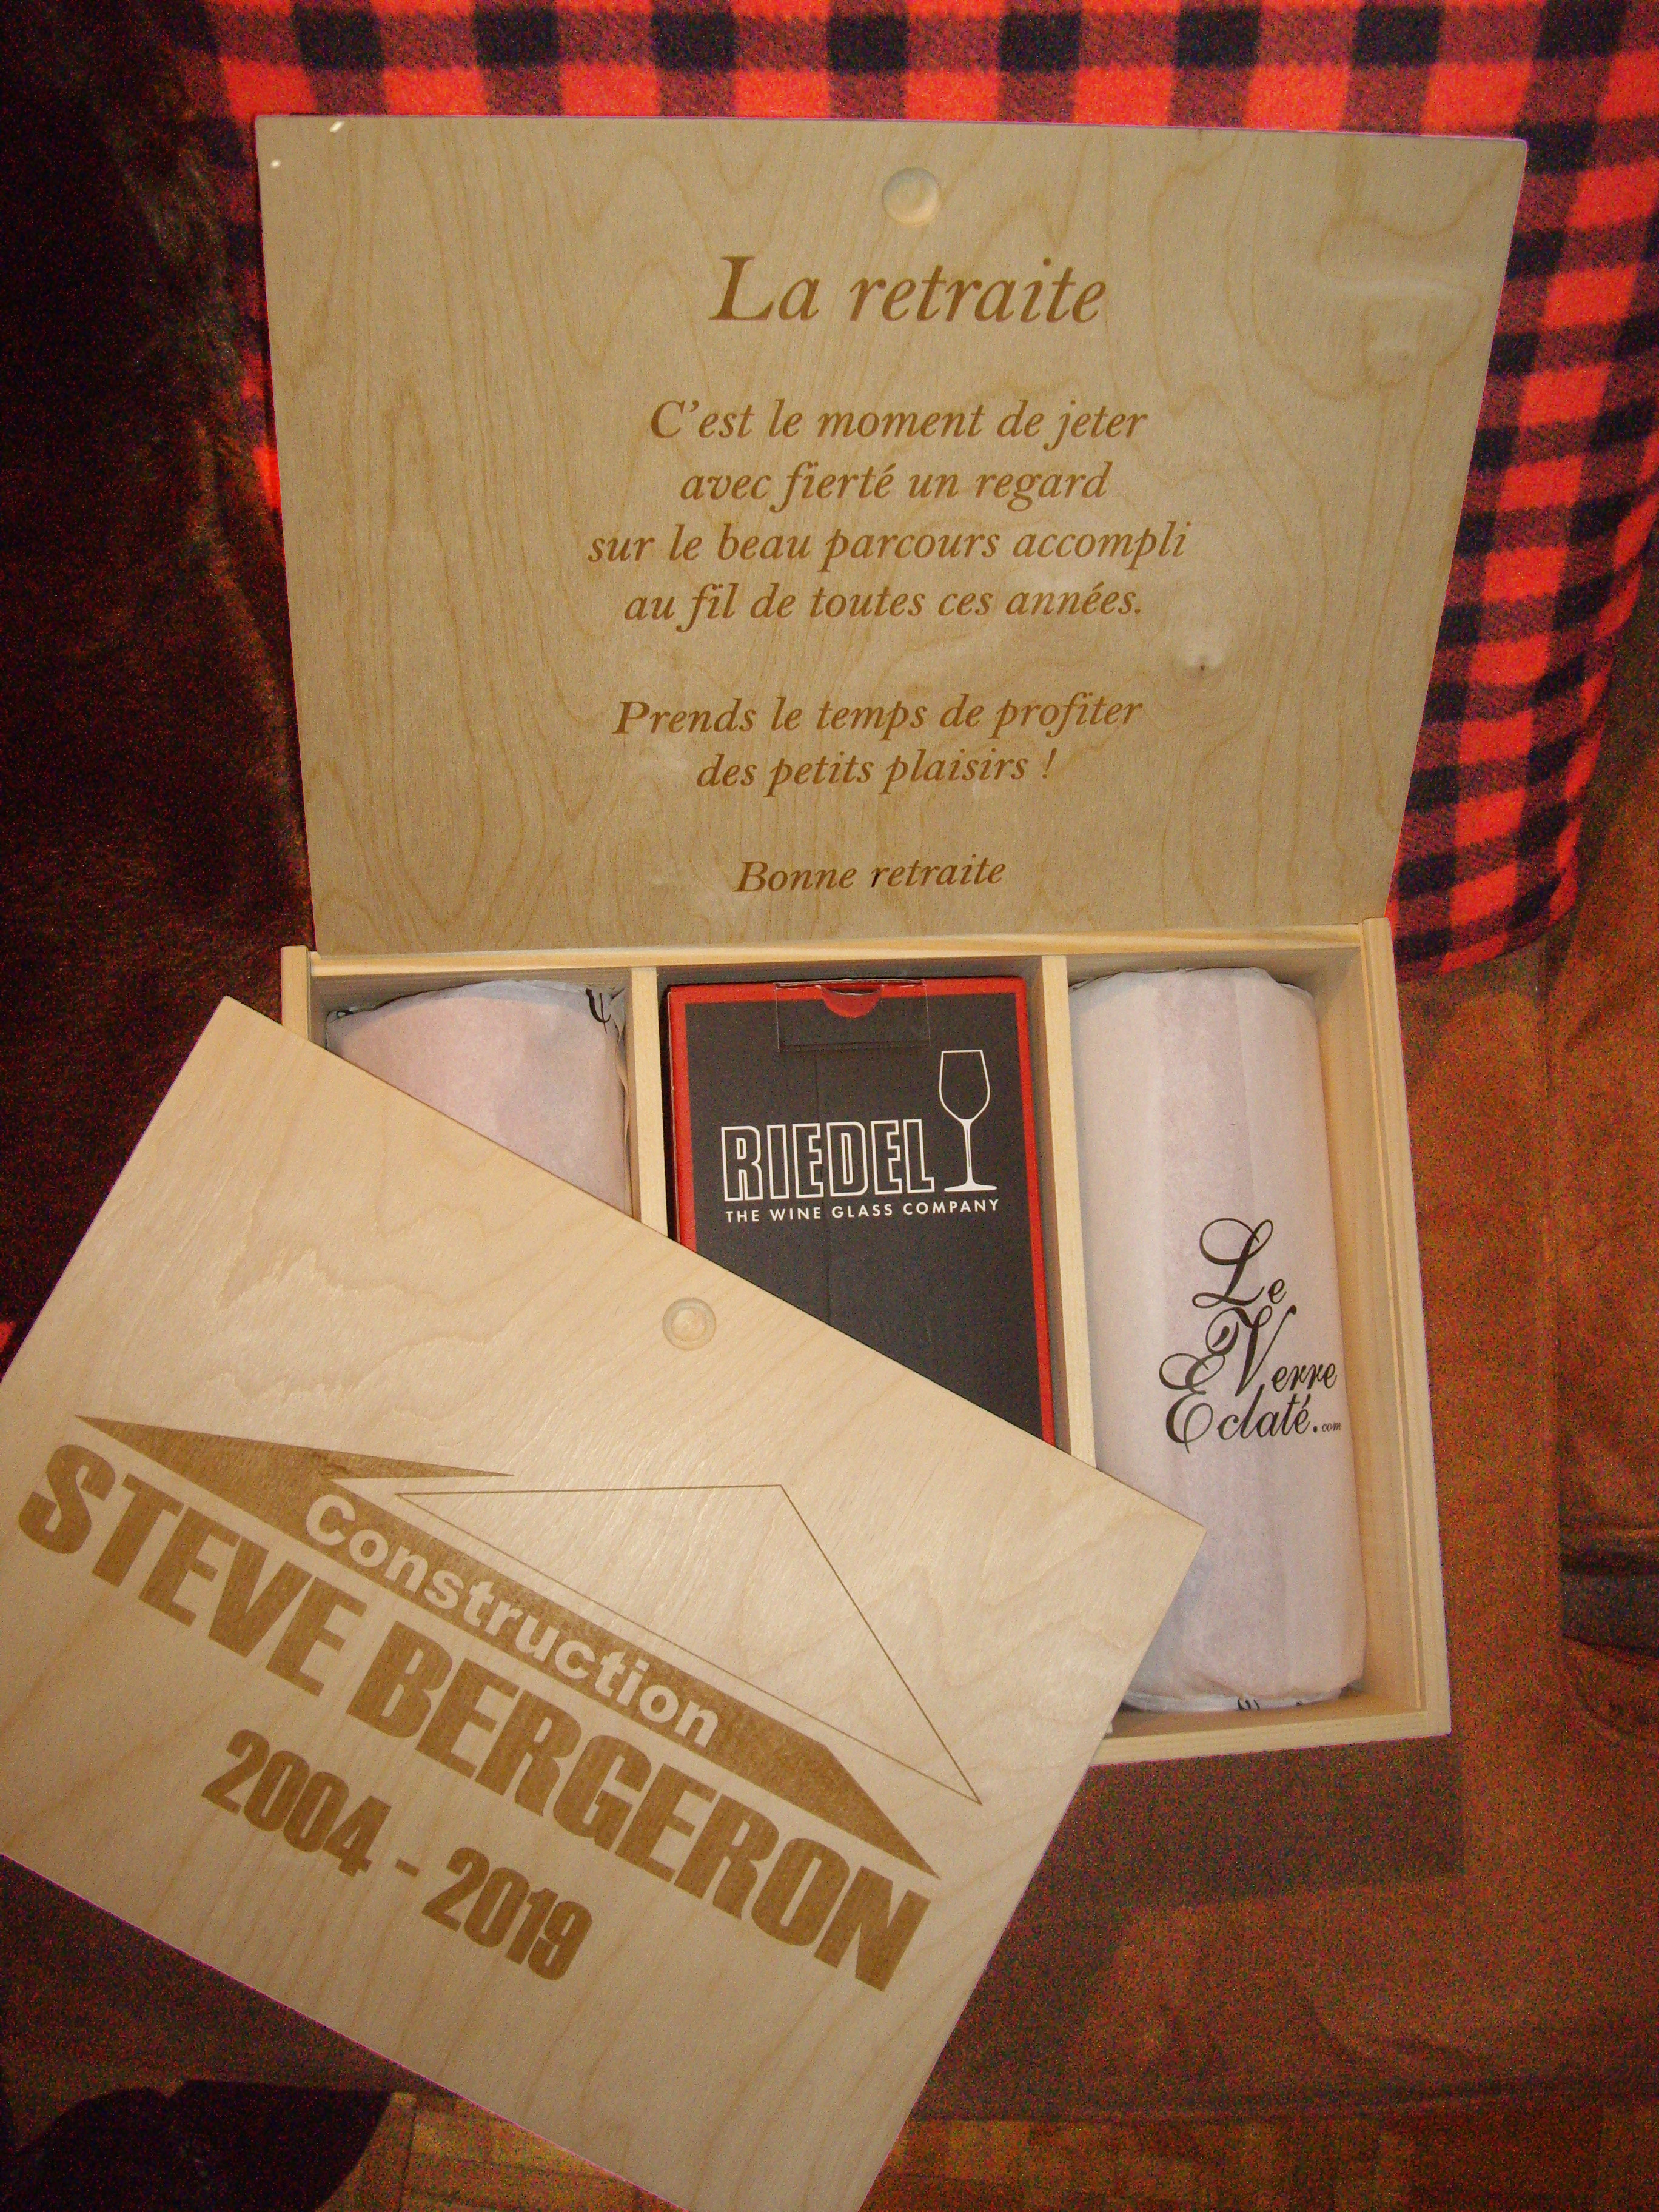 La retraite
C'est le moment de jeter
avec fierté un regard
sur le beau parcours accompli
au fil de toutes ces années.
Prends le temps de profiter
des petits plaisirs !
Bonne retraite
RIEDEL
THE WINE GLASS COMPANY
Le
Verre
Eclaté.com
Construction
STEVE BERGERON
2004 - 2019